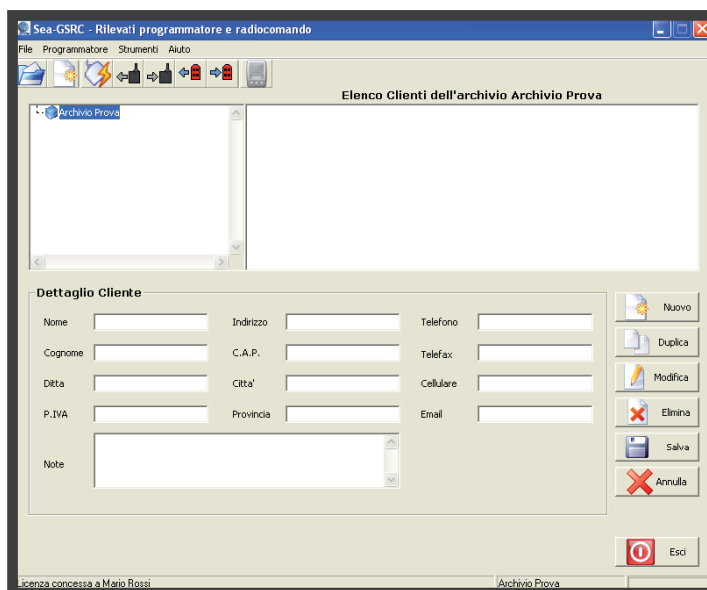 Sea-GSRC - Rilevati programmatore e radiocomando
File Programmatore Strumenti Aiuto
Elenco Clienti dell'archivio Archivio Prova
Archivio Prova
Dettaglio Cliente
Nome Indirizzo Telefono
Cognome C.A.P. Telefax
Ditta Citta' Cellulare
P.IVA Provincia Email
Note
Nuovo
Duplica
Modifica
Elimina
Salva
Annulla
Esci
Licenza concessa a Mario Rossi Archivio Prova